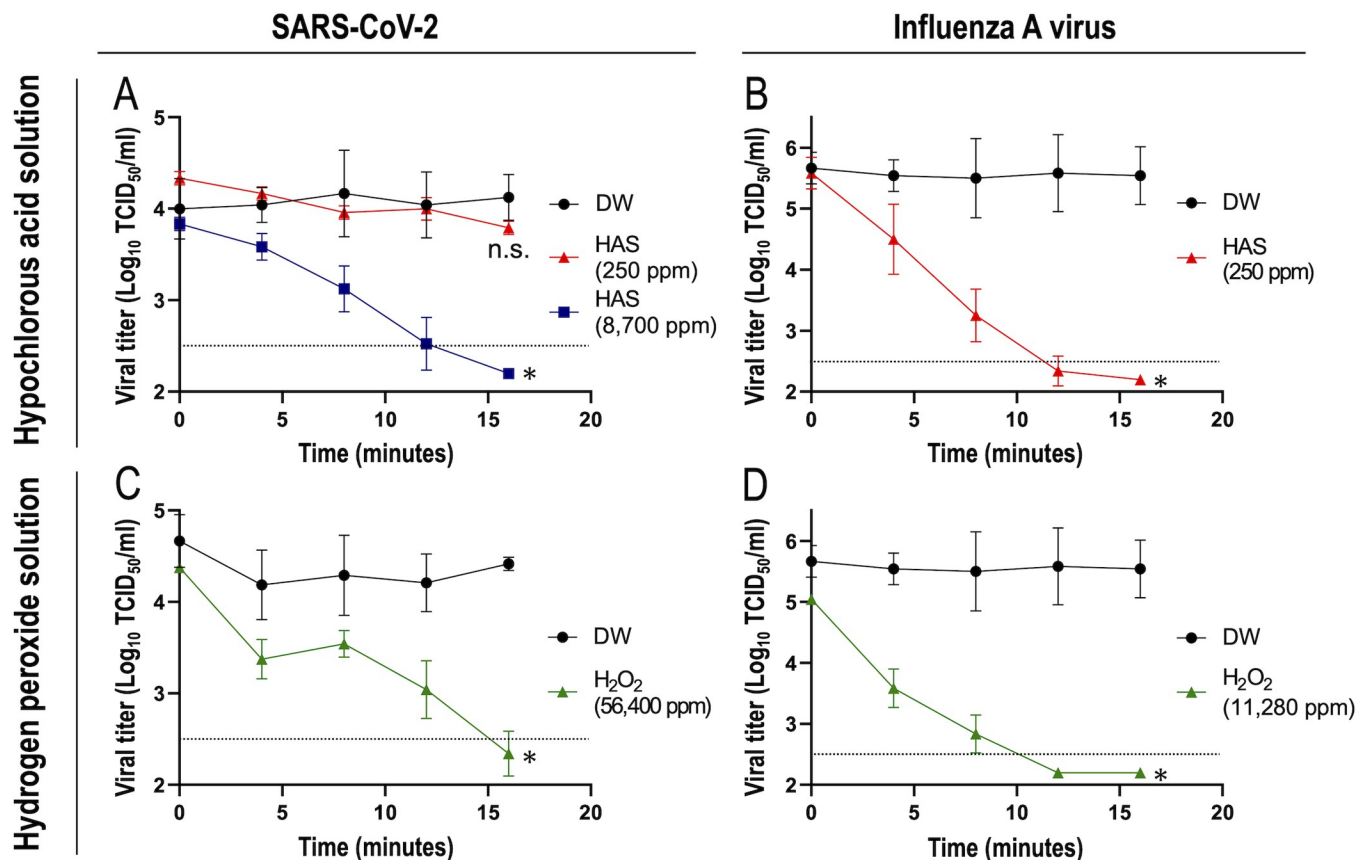 SARS-CoV-2
Influenza A virus
Hypochlorous acid solution
A
Viral titer (Log₁₀ TCID₅₀/ml)
5
4
3
2
0
5
10
15
20
Time (minutes)
n.s.
*
DW
HAS
(250 ppm)
HAS
(8,700 ppm)
B
Viral titer (Log₁₀ TCID₅₀/ml)
6
5
4
3
2
0
5
10
15
20
Time (minutes)
*
DW
HAS
(250 ppm)
Hydrogen peroxide solution
C
Viral titer (Log₁₀ TCID₅₀/ml)
5
4
3
2
0
5
10
15
20
Time (minutes)
*
DW
H₂O₂
(56,400 ppm)
D
Viral titer (Log₁₀ TCID₅₀/ml)
6
5
4
3
2
0
5
10
15
20
Time (minutes)
*
DW
H₂O₂
(11,280 ppm)